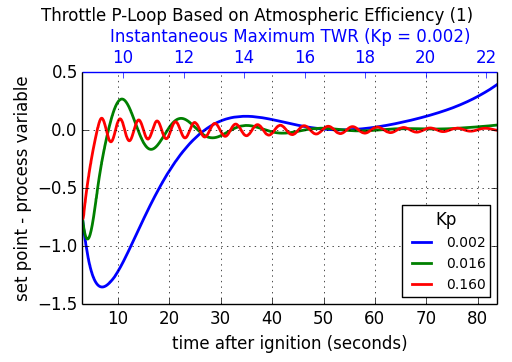 Throttle P-Loop Based on Atmospheric Efficiency (1)
Instantaneous Maximum TWR (Kp = 0.002)
10 12 14 16 18 20 22
0.5
0.0
−0.5
−1.0
−1.5
set point - process variable
Kp
0.002
0.016
0.160
10 20 30 40 50 60 70 80
time after ignition (seconds)